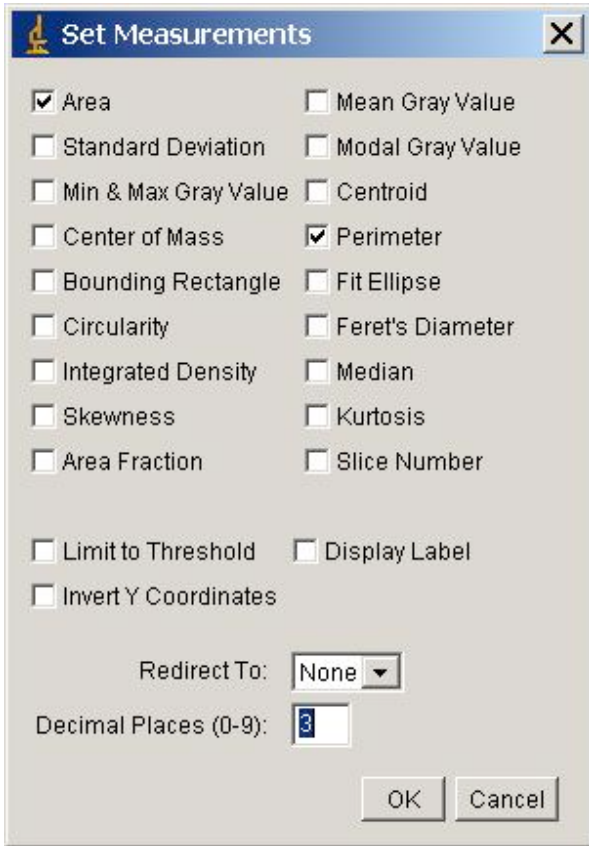 Set Measurements
Area Mean Gray Value
Standard Deviation Modal Gray Value
Min & Max Gray Value Centroid
Center of Mass Perimeter
Bounding Rectangle Fit Ellipse
Circularity Feret's Diameter
Integrated Density Median
Skewness Kurtosis
Area Fraction Slice Number
Limit to Threshold Display Label
Invert Y Coordinates
Redirect To: None
Decimal Places (0-9): 3
OK Cancel